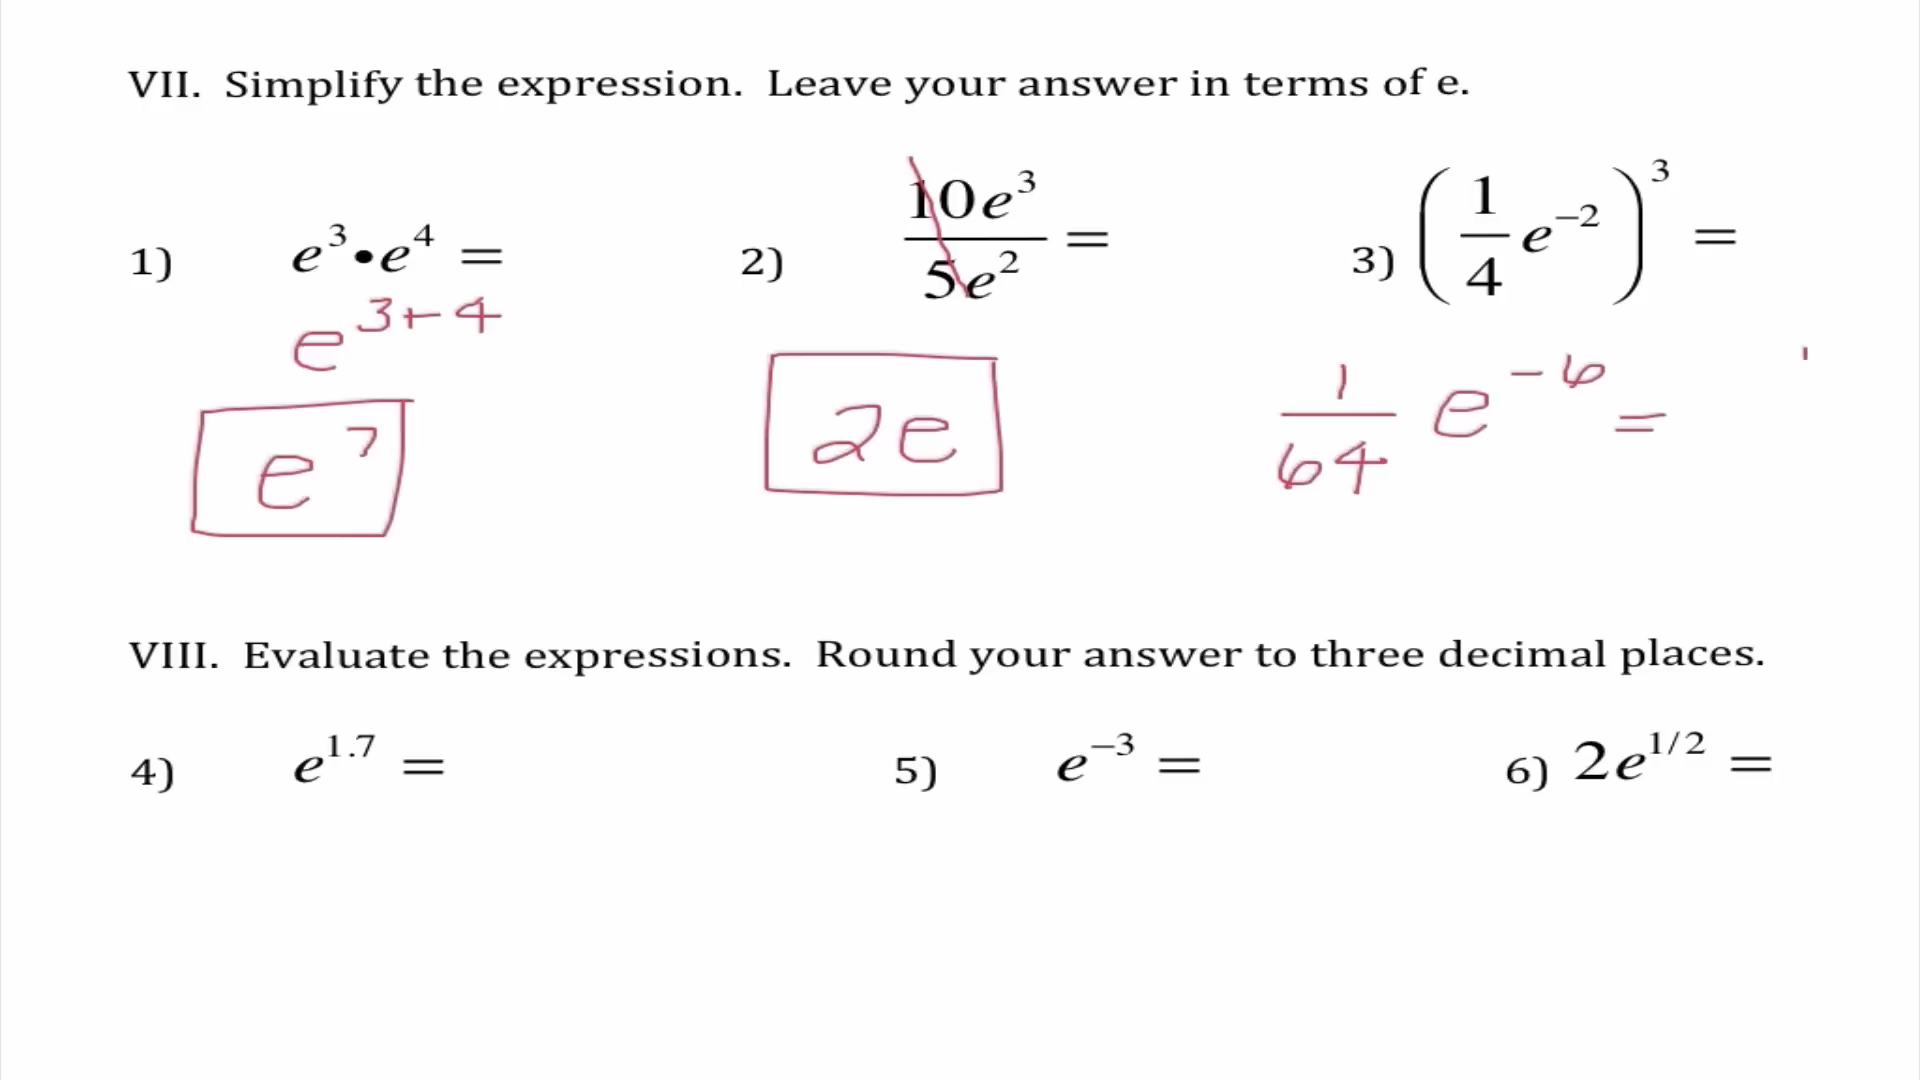 VII. Simplify the expression. Leave your answer in terms of e.
1) e³•e⁴ =
e³⁺⁴
e⁷
2) 10e³/5e² =
2e
3) (1/4 e⁻²)³ =
1/64 e⁻⁶ =
VIII. Evaluate the expressions. Round your answer to three decimal places.
4) e^1.7 =
5) e⁻³ =
6) 2e^1/2 =